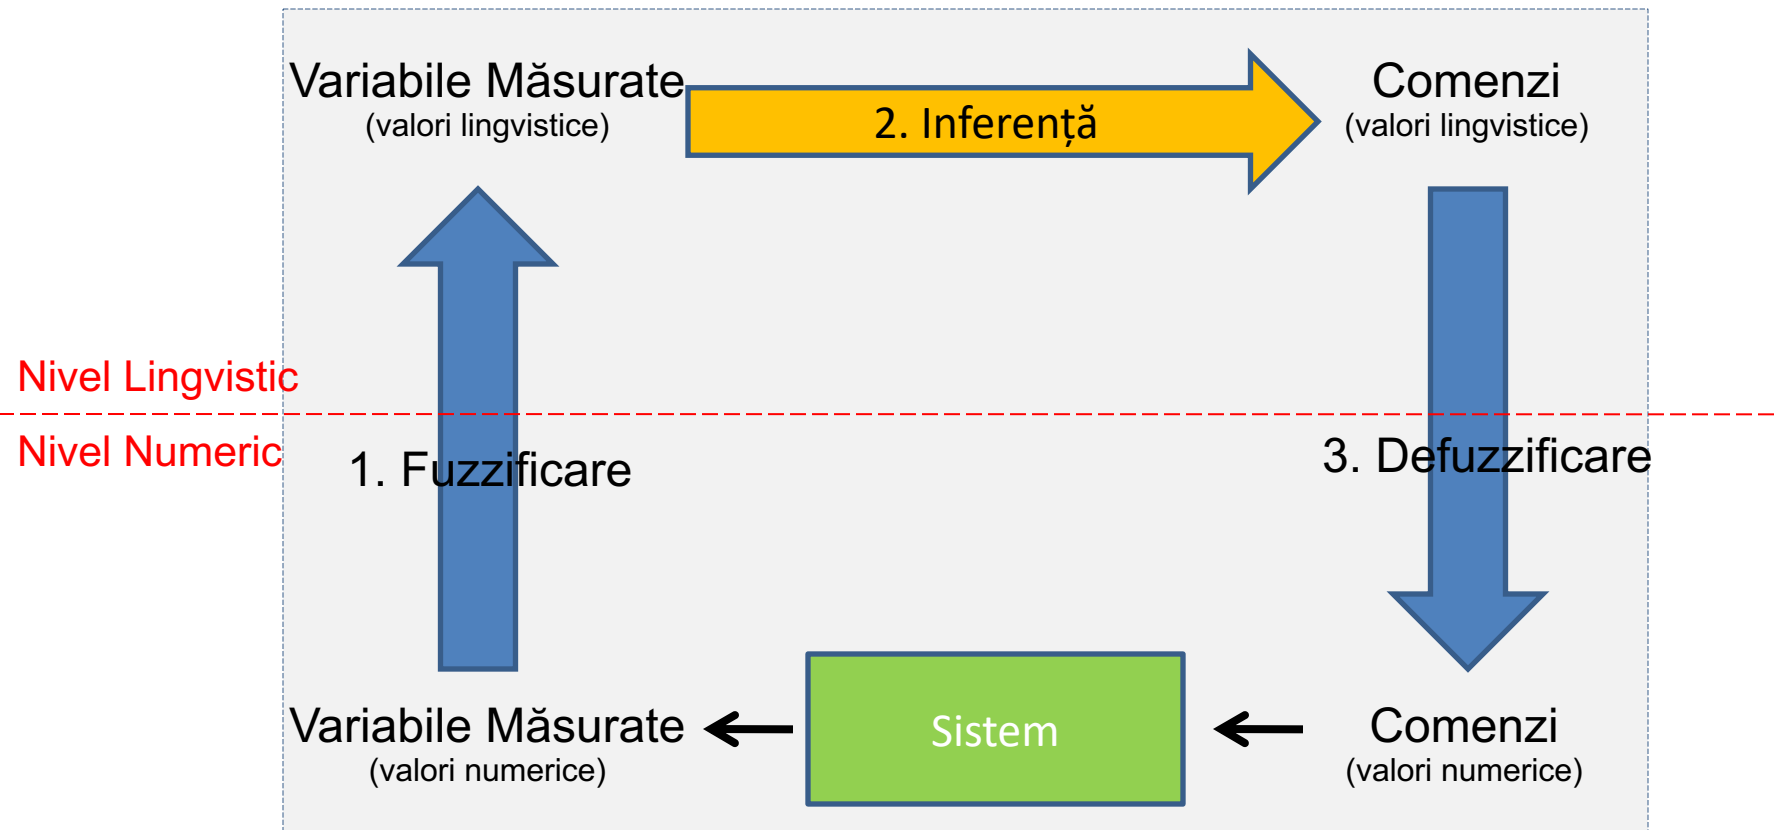 Variabile Măsurate
(valori lingvistice)
2. Inferență
Comenzi
(valori lingvistice)
Nivel Lingvistic
Nivel Numeric
1. Fuzzificare
3. Defuzzificare
Variabile Măsurate
(valori numerice)
Sistem
Comenzi
(valori numerice)